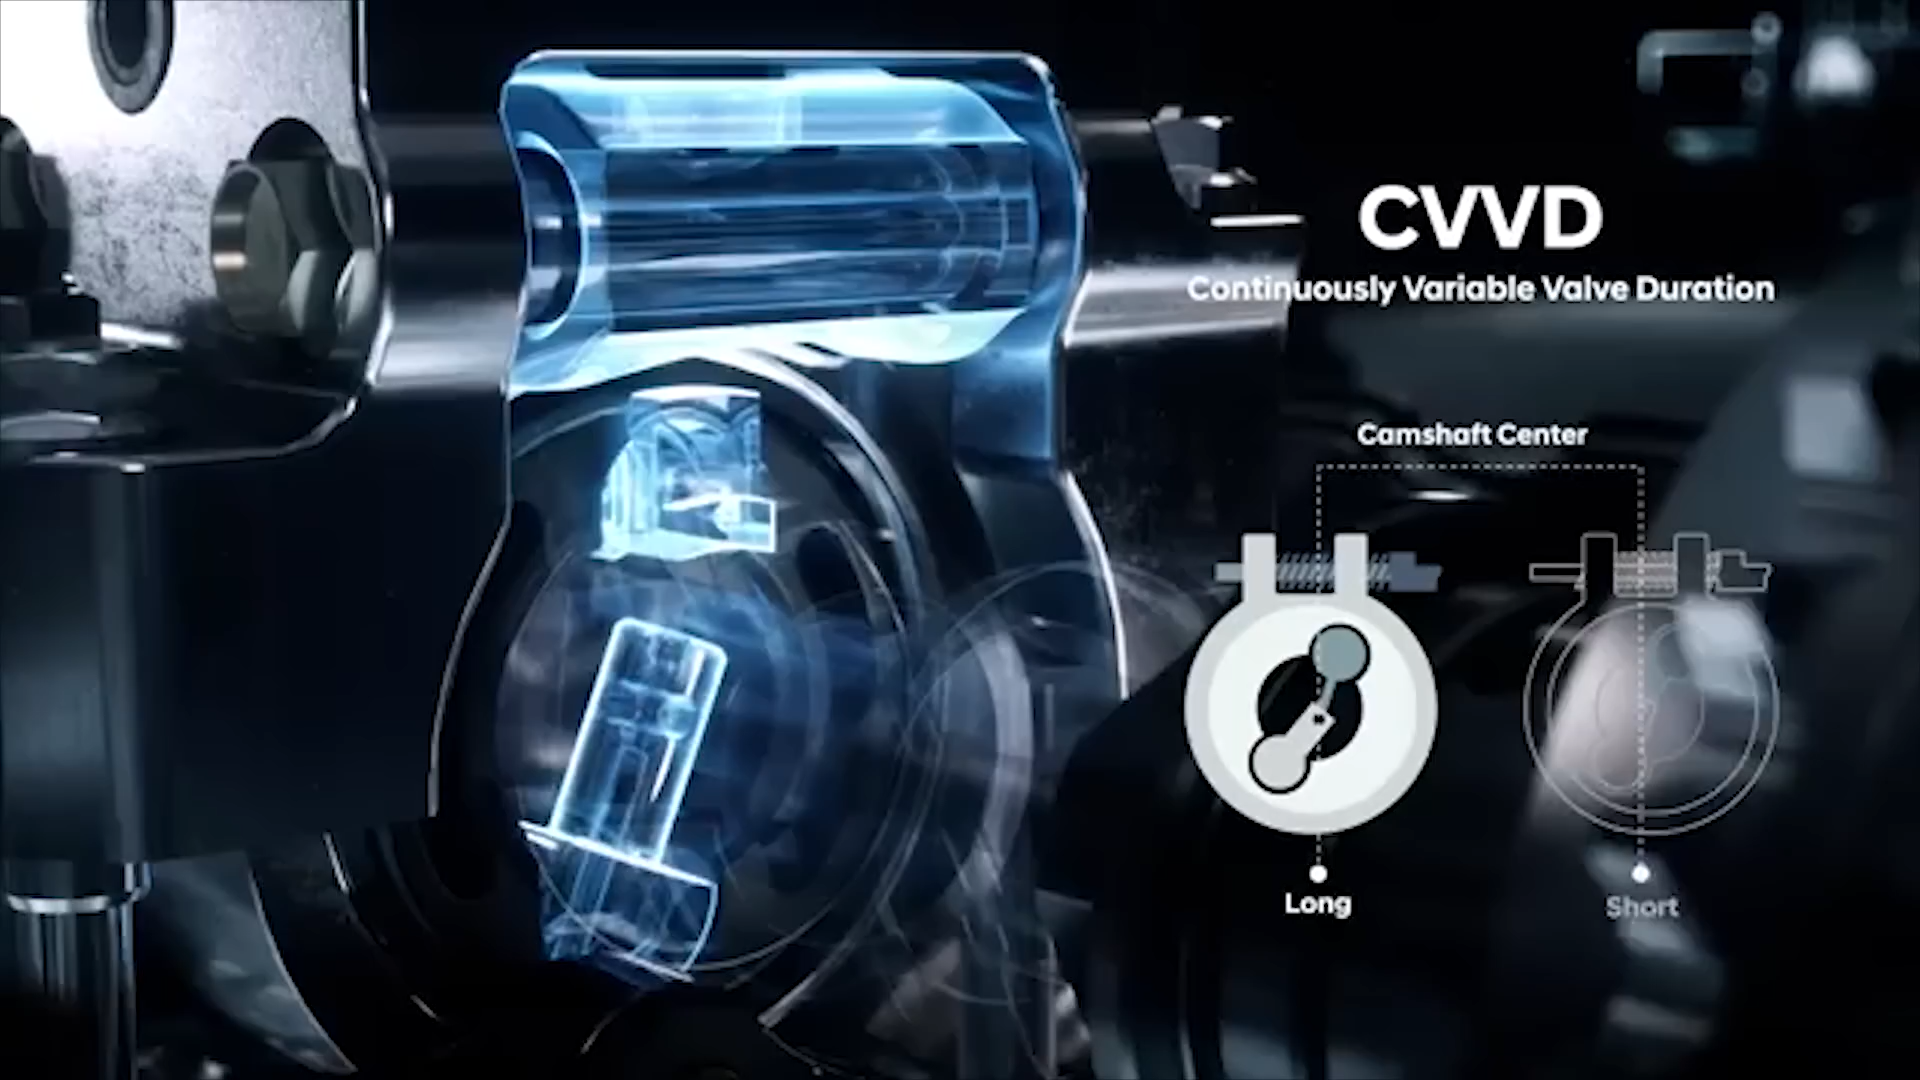 CVVD
Continuously Variable Valve Duration
Camshaft Center
Long
Short